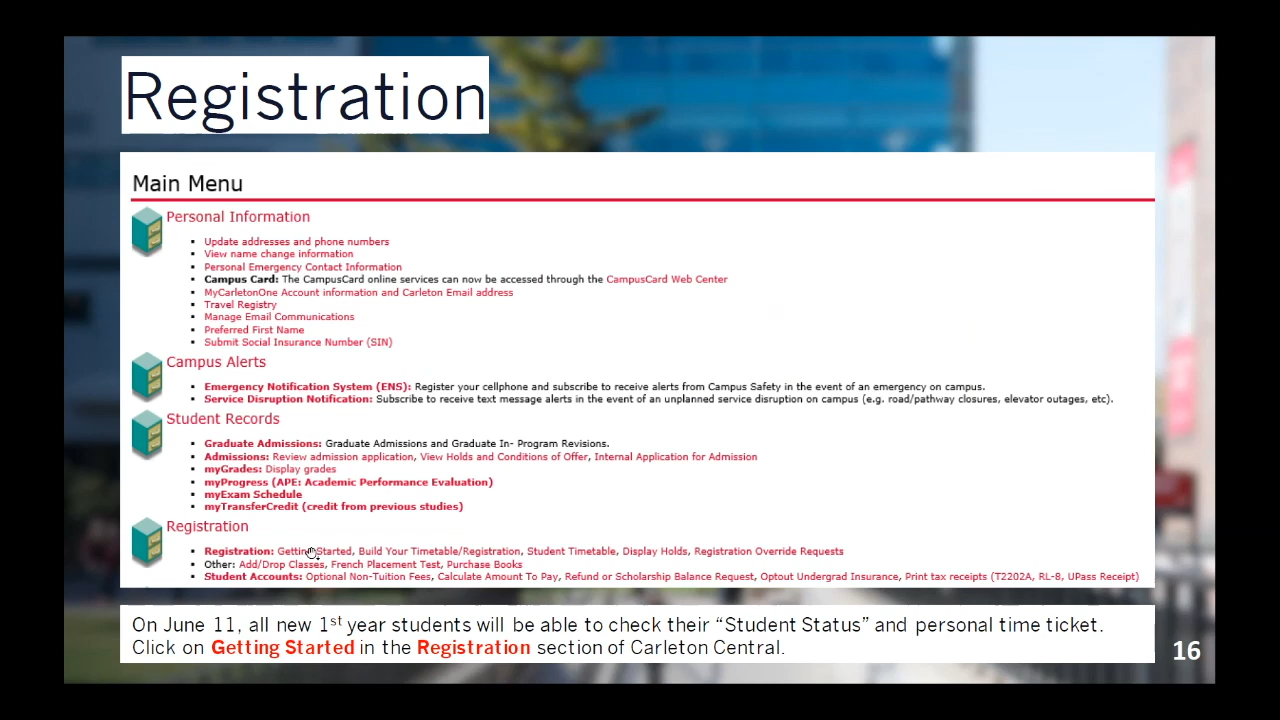 Registration
Main Menu
Personal Information
Update addresses and phone numbers
View name change information
Personal Emergency Contact Information
Campus Card: The CampusCard online services can now be accessed through the CampusCard Web Center
MyCarletonOne Account information and Carleton Email address
Travel Registry
Manage Email Communications
Preferred First Name
Submit Social Insurance Number (SIN)
Campus Alerts
Emergency Notification System (ENS): Register your cellphone and subscribe to receive alerts from Campus Safety in the event of an emergency on campus.
Service Disruption Notification: Subscribe to receive text message alerts in the event of an unplanned service disruption on campus (e.g. road/pathway closures, elevator outages, etc).
Student Records
Graduate Admissions: Graduate Admissions and Graduate In- Program Revisions.
Admissions: Review admission application, View Holds and Conditions of Offer, Internal Application for Admission
myGrades: Display grades
myProgress (APE: Academic Performance Evaluation)
myExam Schedule
myTransferCredit (credit from previous studies)
Registration
Registration: Getting Started, Build Your Timetable/Registration, Student Timetable, Display Holds, Registration Override Requests
Other: Add/Drop Classes, French Placement Test, Purchase Books
Student Accounts: Optional Non-Tuition Fees, Calculate Amount To Pay, Refund or Scholarship Balance Request, Optout Undergrad Insurance, Print tax receipts (T2202A, RL-8, UPass Receipt)
On June 11, all new 1st year students will be able to check their “Student Status” and personal time ticket.
Click on Getting Started in the Registration section of Carleton Central.
16